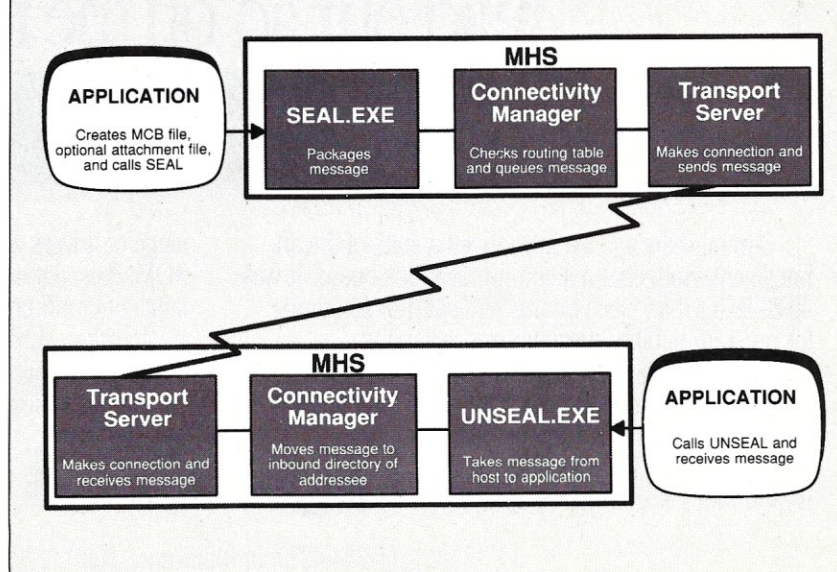 MHS
APPLICATION
Creates MCB file,
optional attachment file,
and calls SEAL
SEAL.EXE
Packages
message
Connectivity
Manager
Checks routing table
and queues message
Transport
Server
Makes connection and
sends message
MHS
Transport
Server
Makes connection and
receives message
Connectivity
Manager
Moves message to
inbound directory of
addressee
UNSEAL.EXE
Takes message from
host to application
APPLICATION
Calls UNSEAL and
receives message